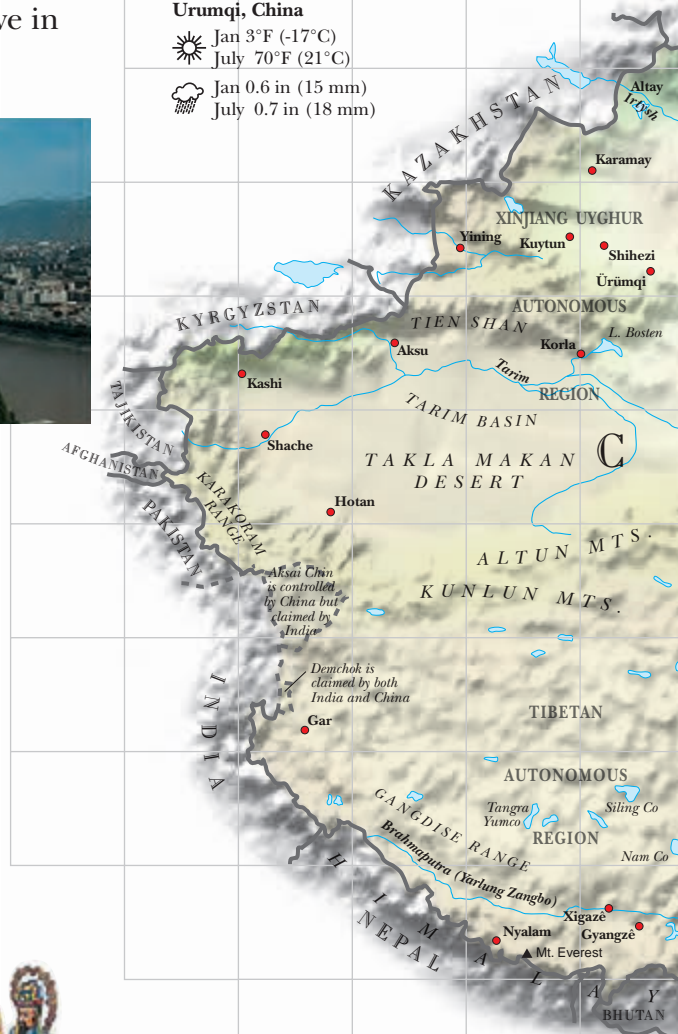 ve in
Urumqi, China
Jan 3°F (-17°C)
July 70°F (21°C)
Jan 0.6 in (15 mm)
July 0.7 in (18 mm)
Altay
Irtysh
KAZAKHSTAN
Karamay
XINJIANG UYGHUR
Yining
Kuytun
Shihezi
Ürümqi
AUTONOMOUS
KYRGYZSTAN
TIEN SHAN
L. Bosten
Korla
Aksu
Tarim
Kashi
REGION
TAJIKISTAN
TARIM BASIN
Shache
C
AFGHANISTAN
TAKLA MAKAN
DESERT
KARAKORAM
RANGE
Hotan
PAKISTAN
ALTUN MTS.
Aksai Chin
is controlled
by China but
claimed by
India
KUNLUN MTS.
Demchok is
claimed by both
India and China
INDIA
TIBETAN
Gar
AUTONOMOUS
GANGDISE RANGE
Tangra
Yumco
Siling Co
REGION
Brahmaputra (Yarlung Zangbo)
Nam Co
HIMALAY
Xigazê
NEPAL
Nyalam
Gyangzê
Mt. Everest
BHUTAN